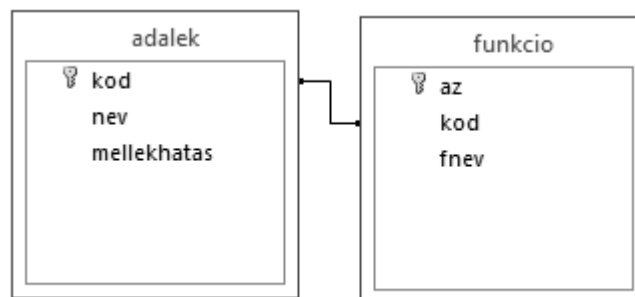 adalek
kod
nev
mellekhatas
funkcio
az
kod
fnev